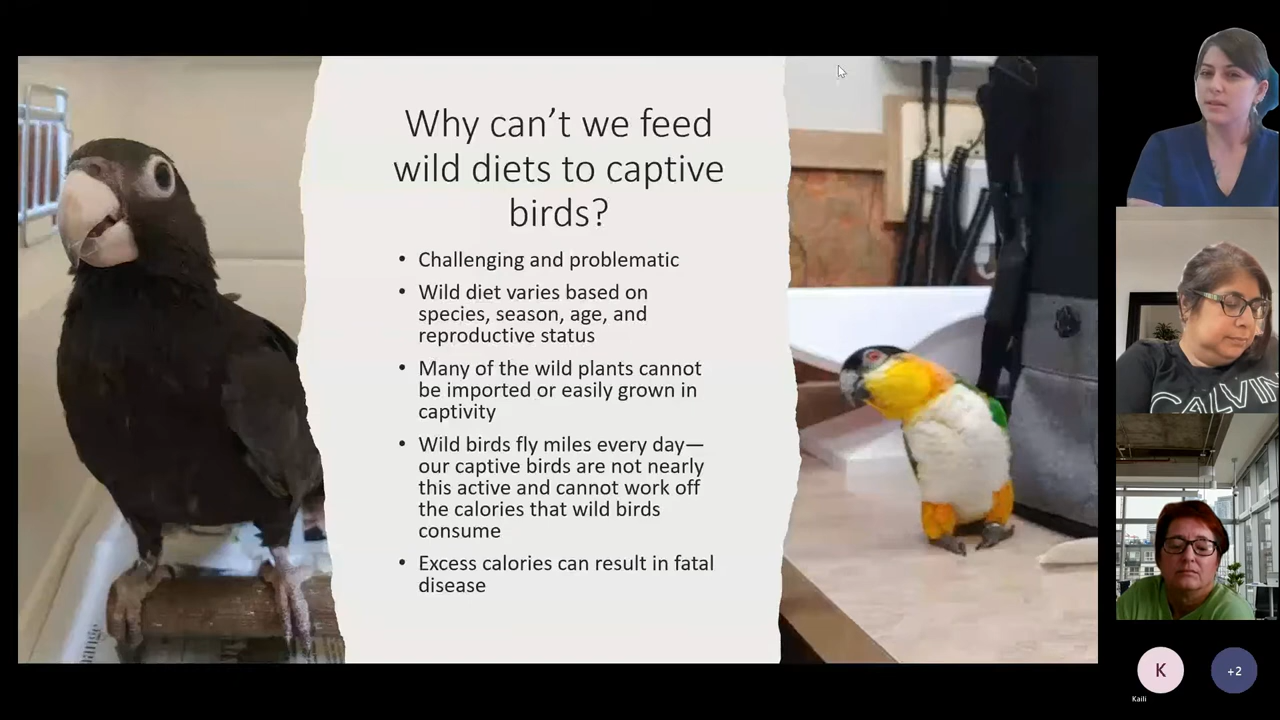 Why can't we feed
wild diets to captive
birds?
• Challenging and problematic
• Wild diet varies based on
species, season, age, and
reproductive status
• Many of the wild plants cannot
be imported or easily grown in
captivity
• Wild birds fly miles every day—
our captive birds are not nearly
this active and cannot work off
the calories that wild birds
consume
• Excess calories can result in fatal
disease
CALVIN
K
+2
Kaili